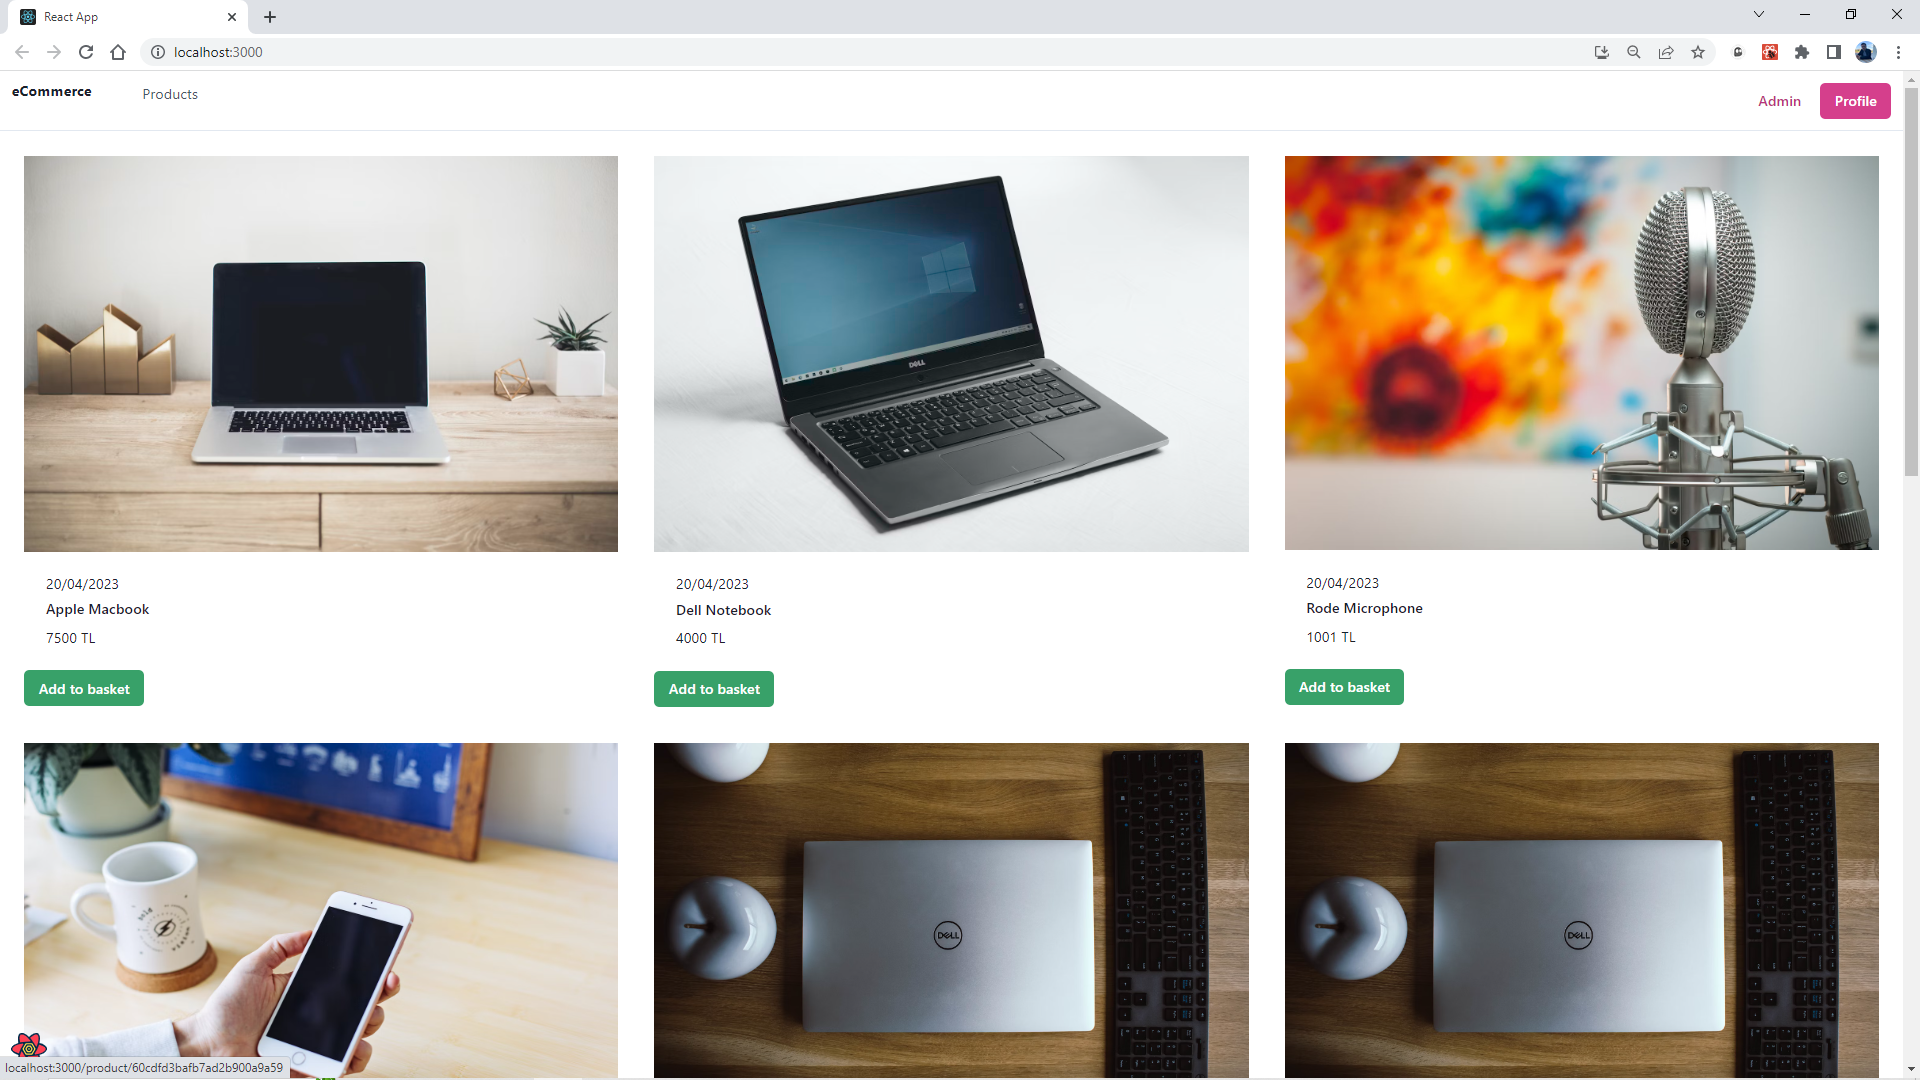 React App
localhost:3000
eCommerce
Products
Admin
Profile
DELL
20/04/2023
Apple Macbook
7500 TL
Add to basket
20/04/2023
Dell Notebook
4000 TL
Add to basket
20/04/2023
Rode Microphone
1001 TL
Add to basket
DELL
DELL
localhost:3000/product/60cdfd3bafb7ad2b900a9a59